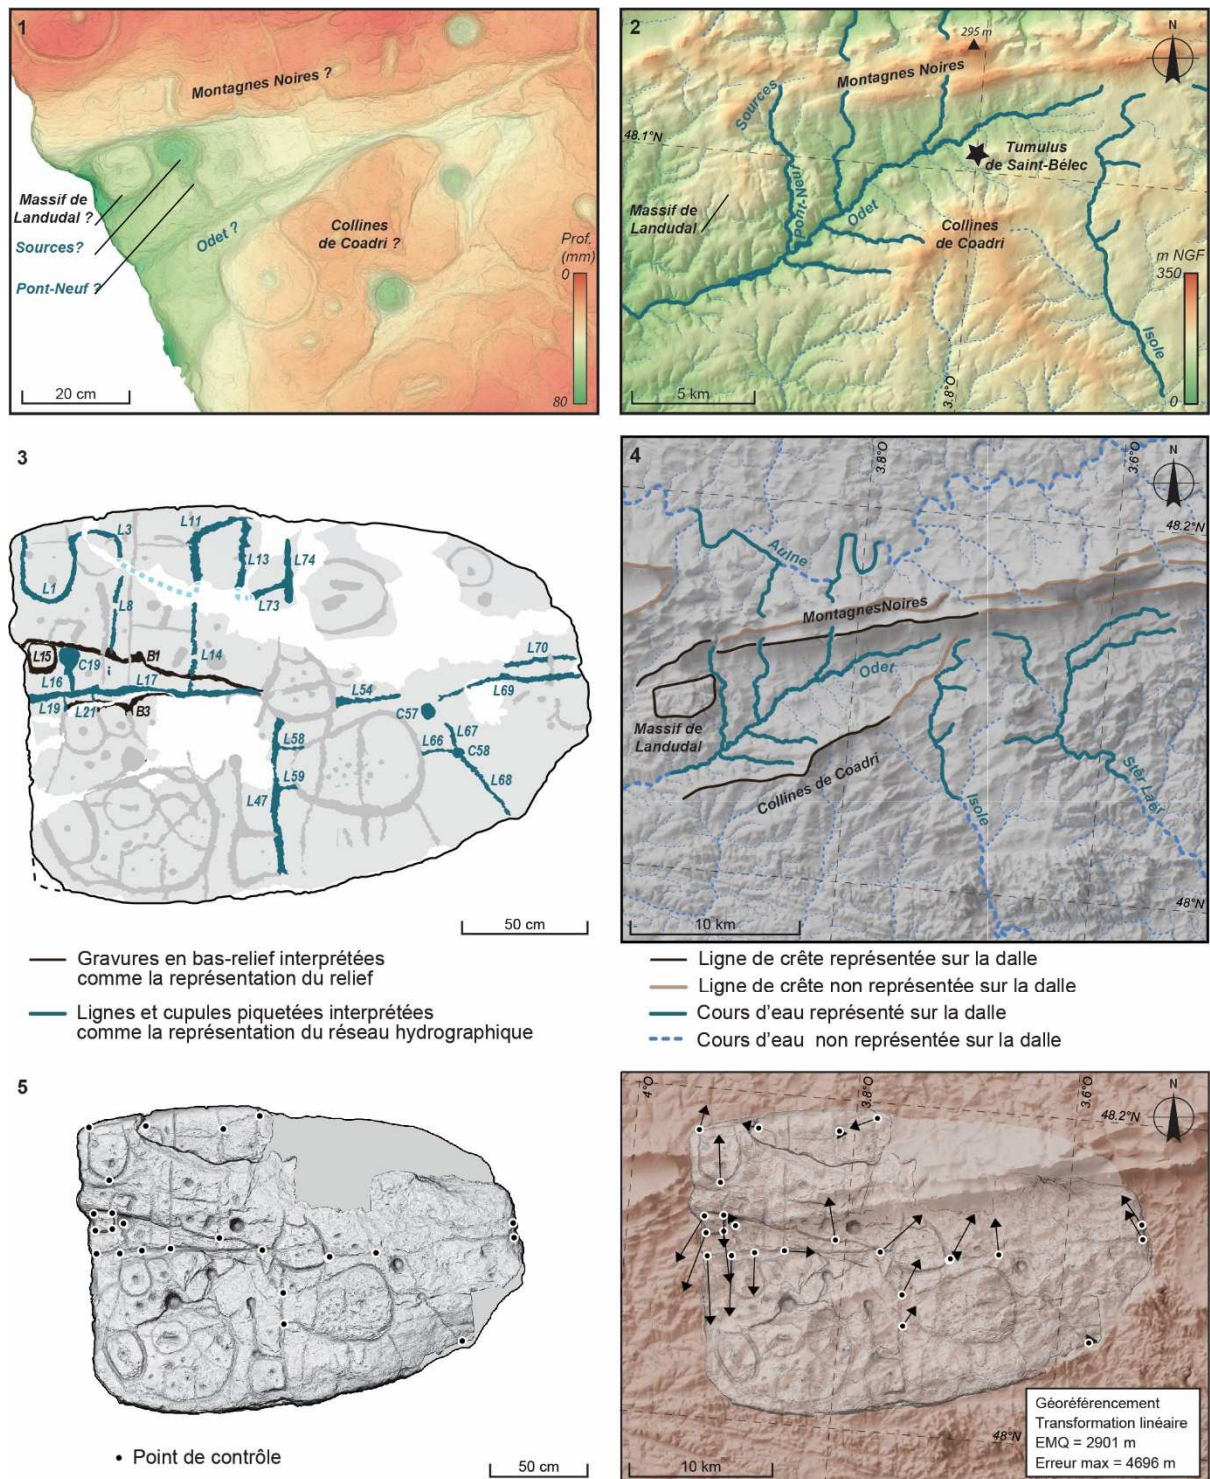 1
Montagnes Noires ?
Massif de
Landudal ?
Sources?
Pont-Neuf ?
Odet ?
Collines
de Coadri ?
Prof.
(mm)
0
80
20 cm
2
295 m
N
Montagnes Noires
Sources
48.1°N
Tumulus
de Saint-Bélec
Massif de
Landudal
Pont-Neuf
Odet
Collines
de Coadri
m NGF
350
0
Isole
3.8°O
5 km
3
L3
L11
L13
L74
L1
L8
L73
L15
C19
B1
L14
L16
L17
L19
L21
B3
L54
L70
L69
C57
L67
L66
C58
L58
L59
L68
L47
50 cm
Gravures en bas-relief interprétées
comme la représentation du relief
Lignes et cupules piquetées interprétées
comme la représentation du réseau hydrographique
4
3.8°O
3.6°O
N
48.2°N
Aulne
MontagnesNoires
Odet
Massif de
Landudal
Collines de Coadri
Isole
Stêr Laër
48°N
10 km
Ligne de crête représentée sur la dalle
Ligne de crête non représentée sur la dalle
Cours d'eau représenté sur la dalle
Cours d'eau non représentée sur la dalle
5
Point de contrôle
50 cm
4°O
3.8°O
3.6°O
N
48.2°N
48°N
10 km
Géoréférencement
Transformation linéaire
EMQ = 2901 m
Erreur max = 4696 m